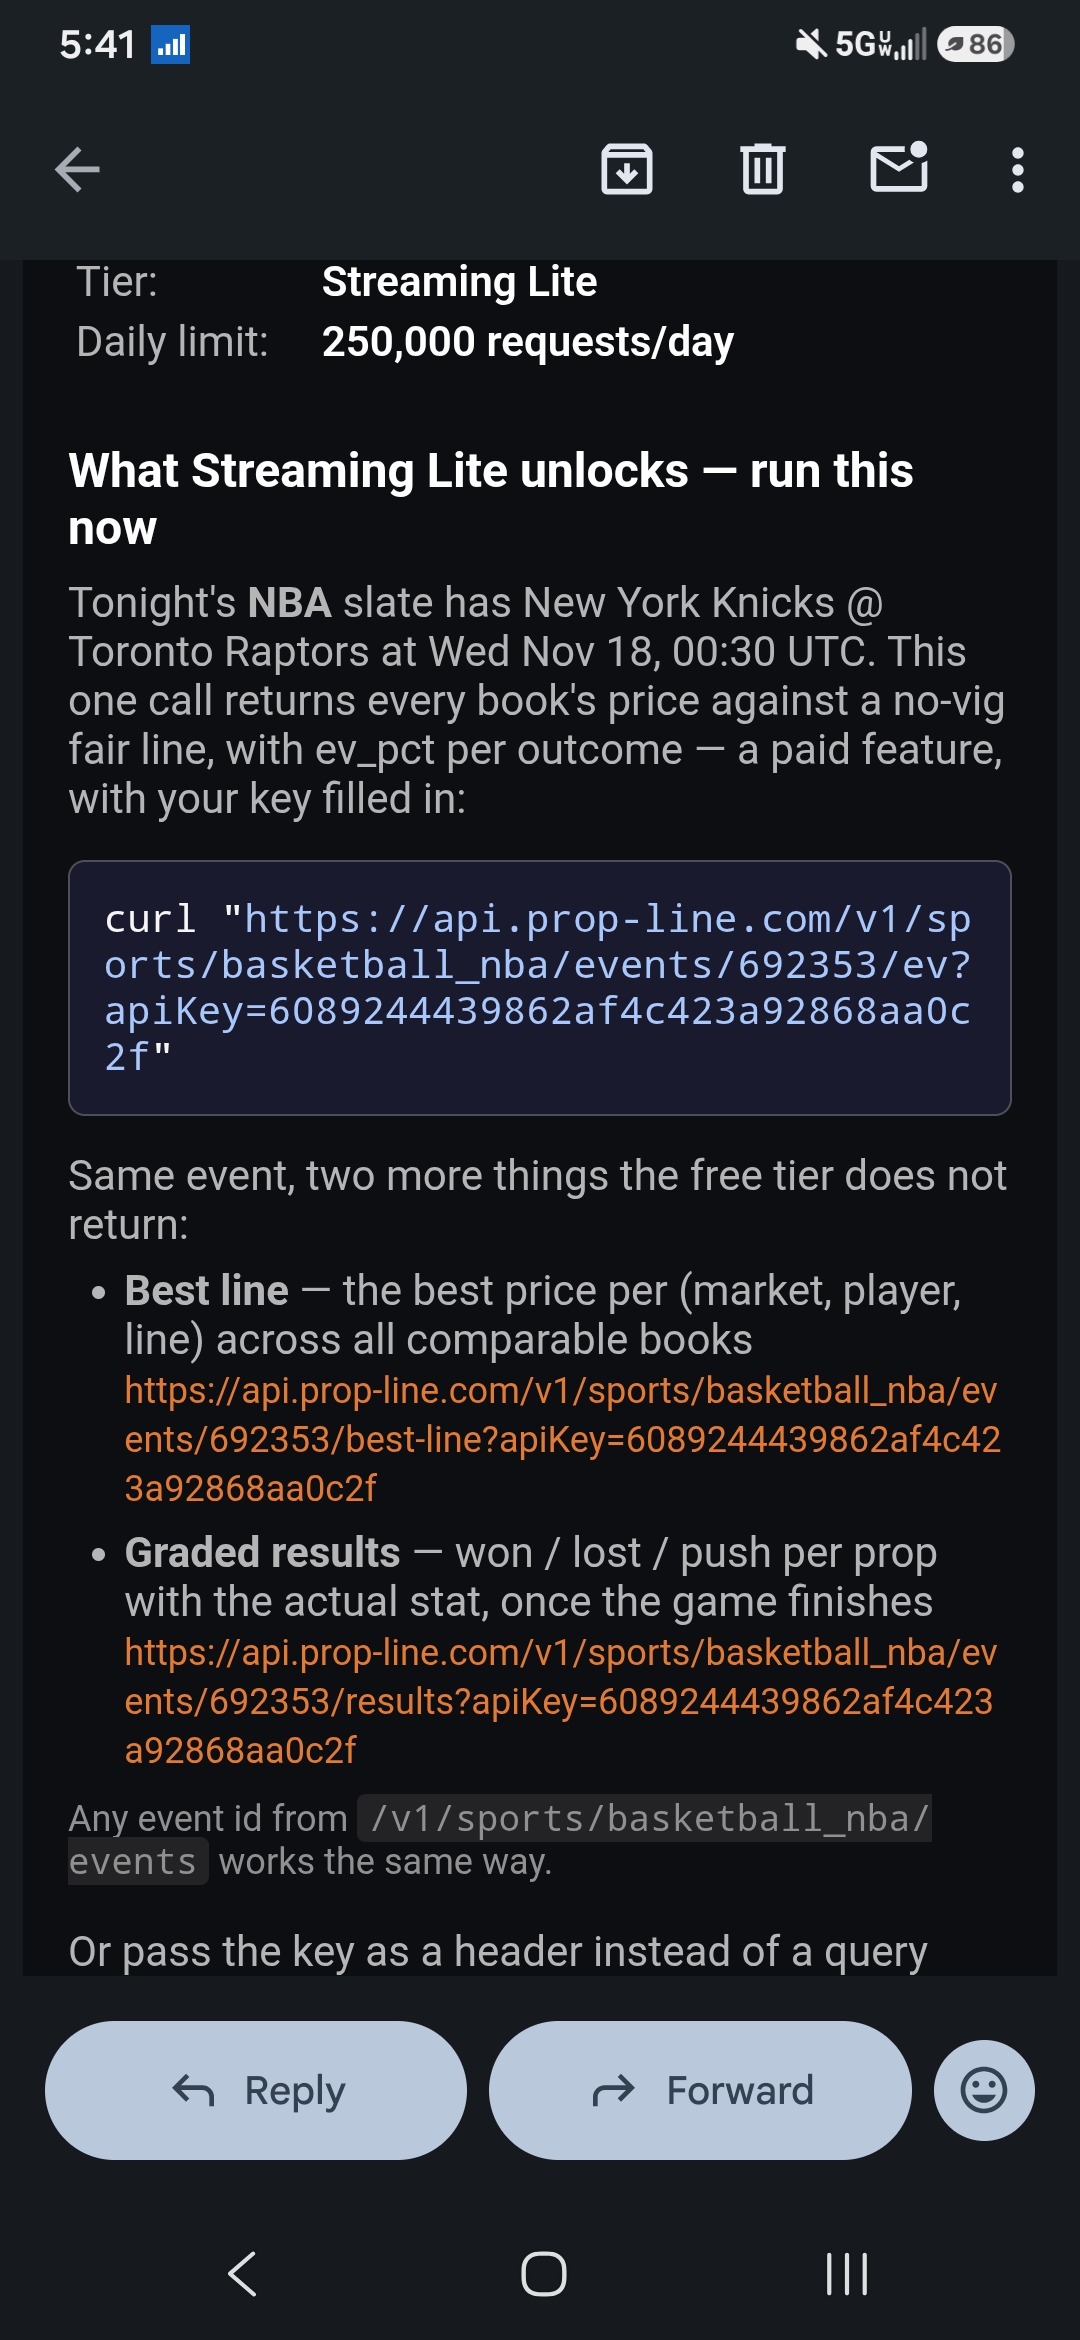 5:41
5G UW 86
Tier: Streaming Lite
Daily limit: 250,000 requests/day
What Streaming Lite unlocks — run this
now
Tonight's NBA slate has New York Knicks @
Toronto Raptors at Wed Nov 18, 00:30 UTC. This
one call returns every book's price against a no-vig
fair line, with ev_pct per outcome — a paid feature,
with your key filled in:
curl "https://api.prop-line.com/v1/sp
orts/basketball_nba/events/692353/ev?
apiKey=6089244439862af4c423a92868aa0c
2f"
Same event, two more things the free tier does not
return:
• Best line — the best price per (market, player,
line) across all comparable books
https://api.prop-line.com/v1/sports/basketball_nba/ev
ents/692353/best-line?apiKey=6089244439862af4c42
3a92868aa0c2f
• Graded results — won / lost / push per prop
with the actual stat, once the game finishes
https://api.prop-line.com/v1/sports/basketball_nba/ev
ents/692353/results?apiKey=6089244439862af4c423
a92868aa0c2f
Any event id from /v1/sports/basketball_nba/
events works the same way.
Or pass the key as a header instead of a query
Reply
Forward